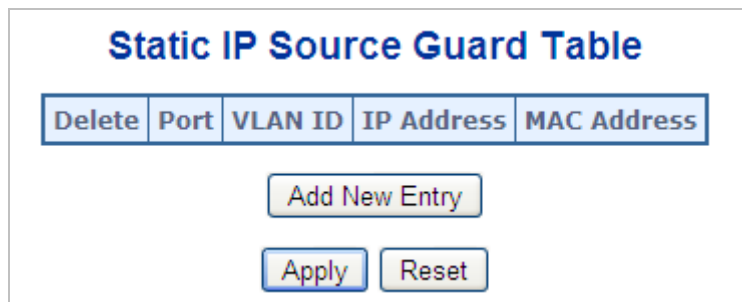 Static IP Source Guard Table
Delete Port VLAN ID IP Address MAC Address
Add New Entry
Apply Reset